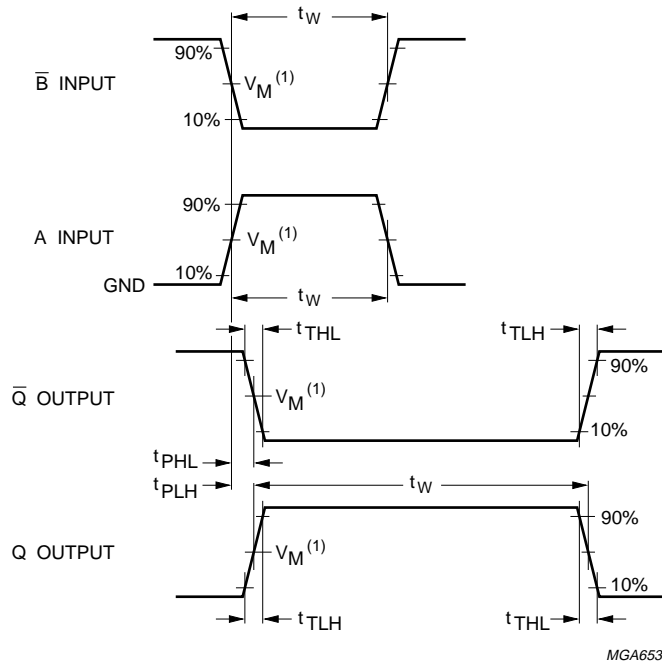 t_W
90%
B̅ INPUT
V_M^(1)
10%
90%
A INPUT
V_M^(1)
10%
GND
t_W
t_THL
t_TLH
90%
Q̅ OUTPUT
V_M^(1)
10%
t_PHL
t_PLH
t_W
90%
Q OUTPUT
V_M^(1)
10%
t_TLH
t_THL
MGA653